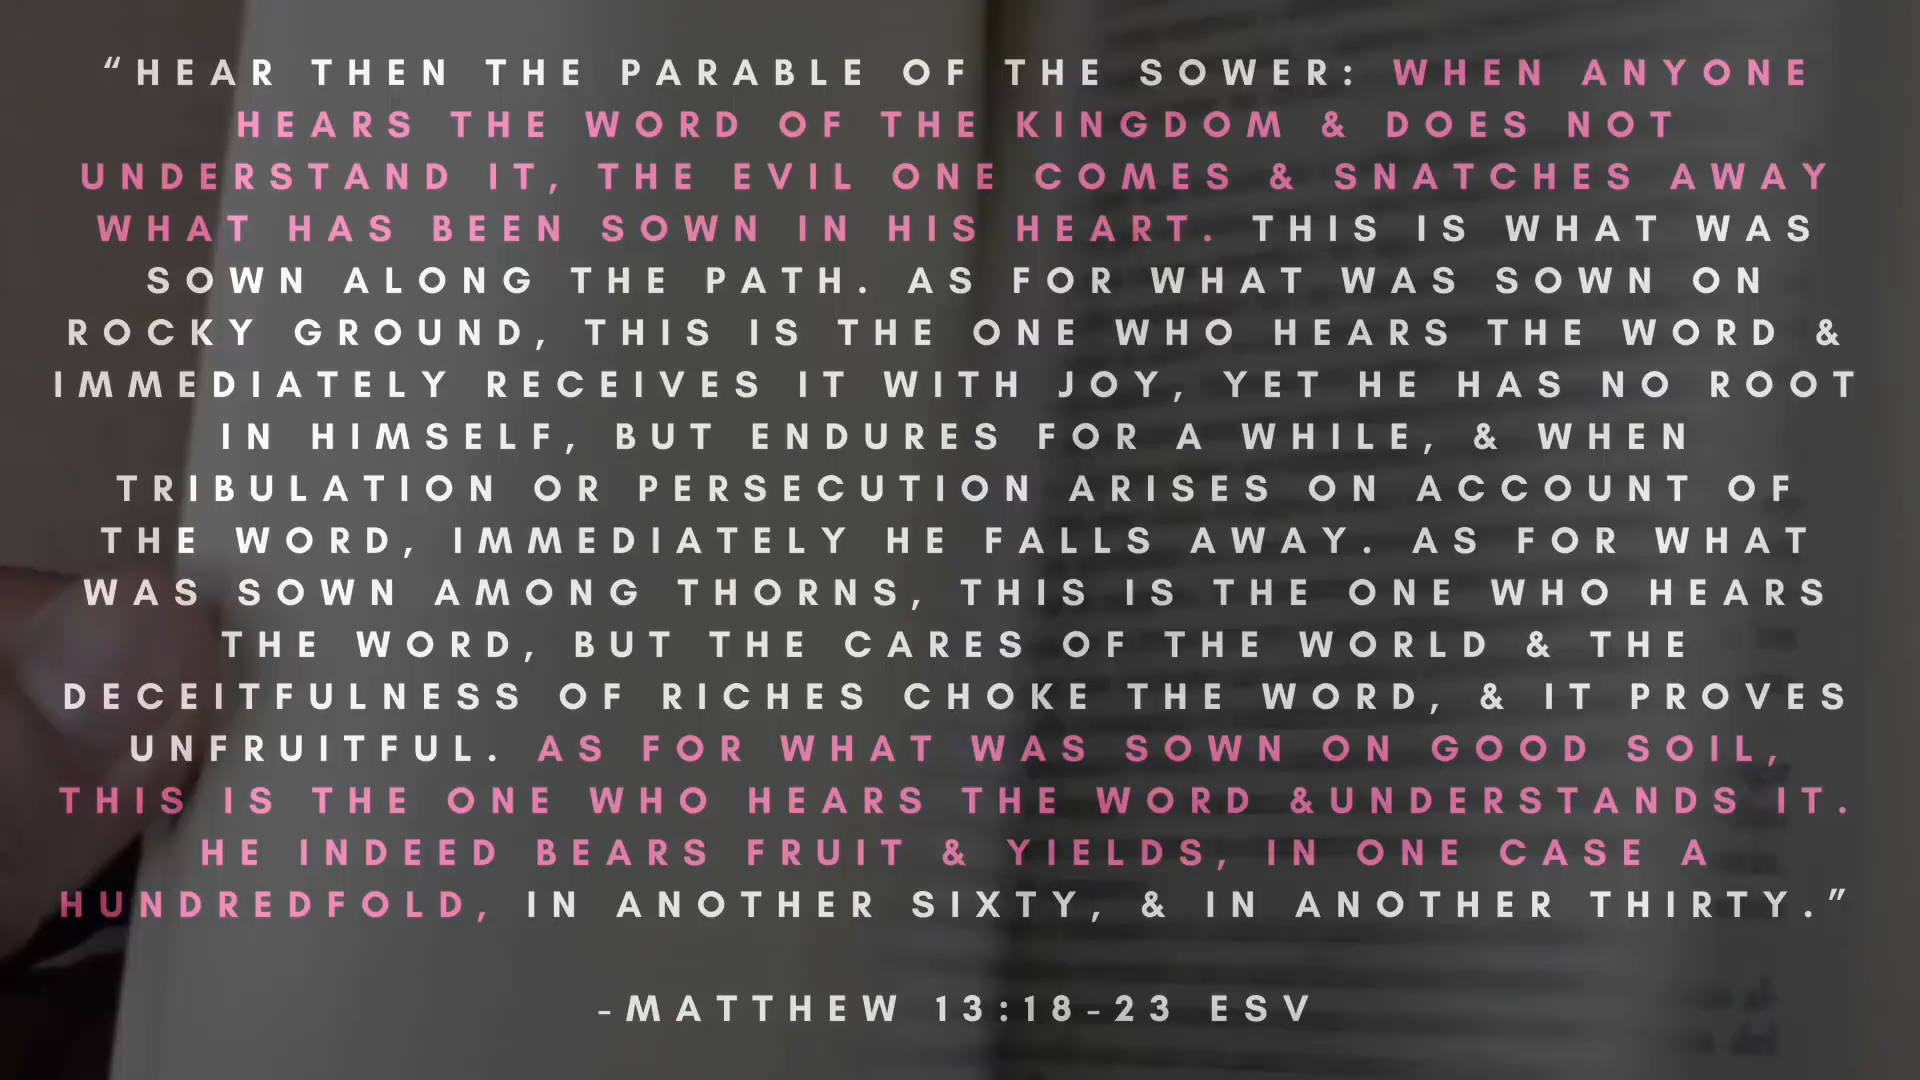 “HEAR THEN THE PARABLE OF THE SOWER: WHEN ANYONE
HEARS THE WORD OF THE KINGDOM & DOES NOT
UNDERSTAND IT, THE EVIL ONE COMES & SNATCHES AWAY
WHAT HAS BEEN SOWN IN HIS HEART. THIS IS WHAT WAS
SOWN ALONG THE PATH. AS FOR WHAT WAS SOWN ON
ROCKY GROUND, THIS IS THE ONE WHO HEARS THE WORD &
IMMEDIATELY RECEIVES IT WITH JOY, YET HE HAS NO ROOT
IN HIMSELF, BUT ENDURES FOR A WHILE, & WHEN
TRIBULATION OR PERSECUTION ARISES ON ACCOUNT OF
THE WORD, IMMEDIATELY HE FALLS AWAY. AS FOR WHAT
WAS SOWN AMONG THORNS, THIS IS THE ONE WHO HEARS
THE WORD, BUT THE CARES OF THE WORLD & THE
DECEITFULNESS OF RICHES CHOKE THE WORD, & IT PROVES
UNFRUITFUL. AS FOR WHAT WAS SOWN ON GOOD SOIL,
THIS IS THE ONE WHO HEARS THE WORD &UNDERSTANDS IT.
HE INDEED BEARS FRUIT & YIELDS, IN ONE CASE A
HUNDREDFOLD, IN ANOTHER SIXTY, & IN ANOTHER THIRTY.”
-MATTHEW 13:18-23 ESV